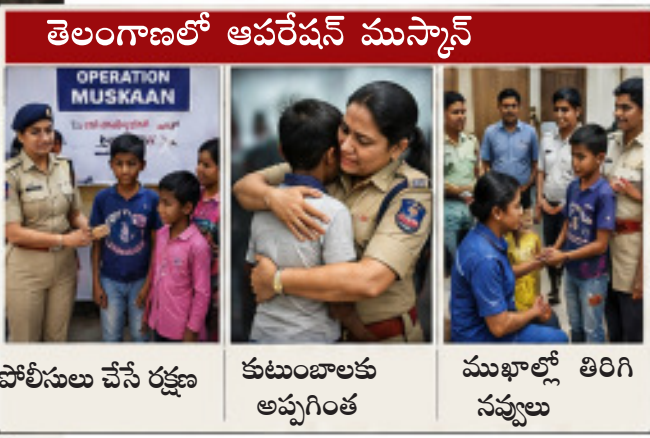 తెలంగాణలో ఆపరేషన్ ముస్కాన్
OPERATION
MUSKAAN
పోలీసులు చేసే రక్షణ
కుటుంబాలకు
అప్పగింత
ముఖాల్లో తిరిగి
నవ్వులు